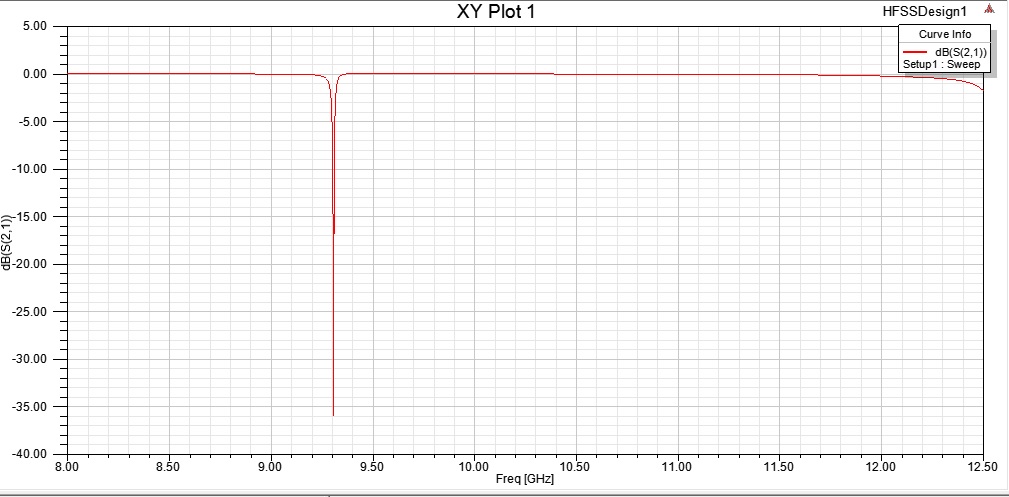 XY Plot 1
HFSSDesign1
Curve Info
dB(S(2,1))
Setup1 : Sweep
dB(S(2,1))
5.00
0.00
-5.00
-10.00
-15.00
-20.00
-25.00
-30.00
-35.00
-40.00
8.00 8.50 9.00 9.50 10.00 10.50 11.00 11.50 12.00 12.50
Freq [GHz]